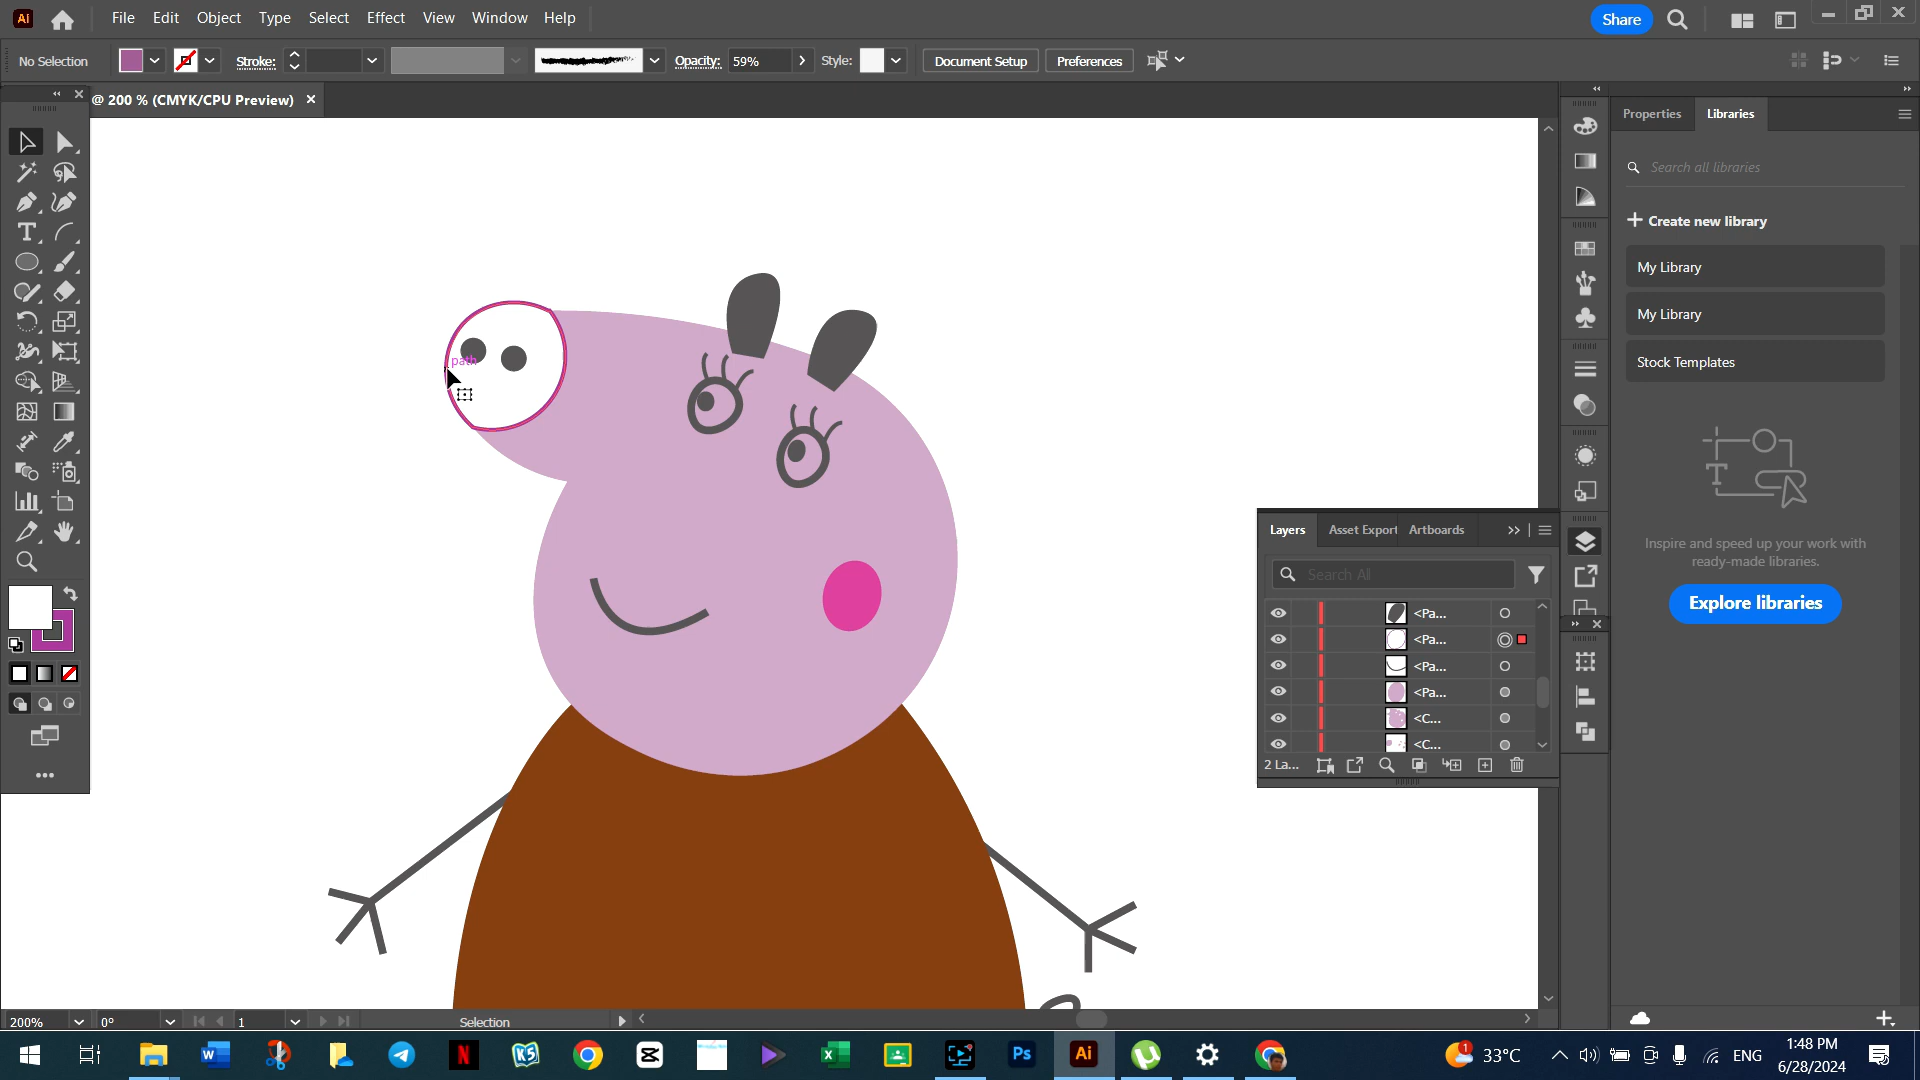 Ai File Edit Object Type Select Effect View Window Help Share
No Selection Stroke: Opacity: 59% Style: Document Setup Preferences
@ 200 % (CMYK/CPU Preview) ×
Properties Libraries
Search all libraries
+ Create new library
My Library
My Library
Stock Templates
path
Inspire and speed up your work with
ready-made libraries.
Explore libraries
Layers Asset Export Artboards
Search All
<Pa...
<Pa...
<Pa...
<Pa...
<C...
<C...
2 La...
200% 0° 1 Selection
1 33°C ENG
1:48 PM
6/28/2024